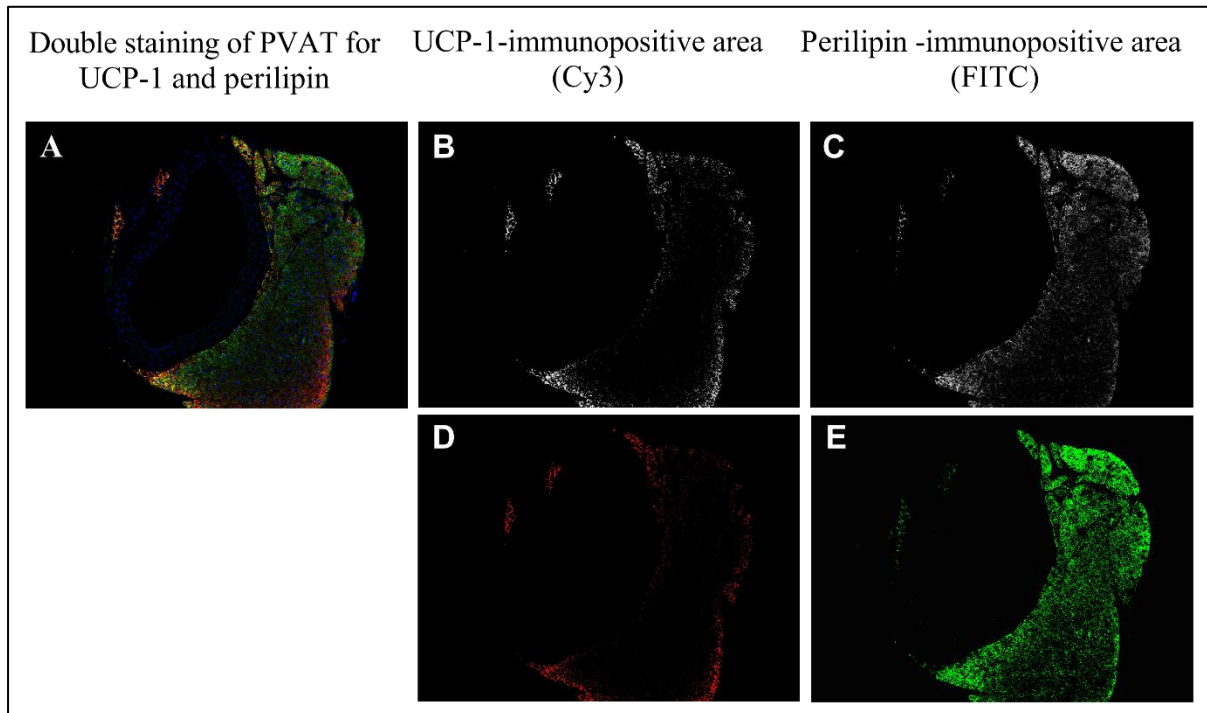 Double staining of PVAT for
UCP-1 and perilipin
UCP-1-immunopositive area
(Cy3)
Perilipin -immunopositive area
(FITC)
A
B
C
D
E